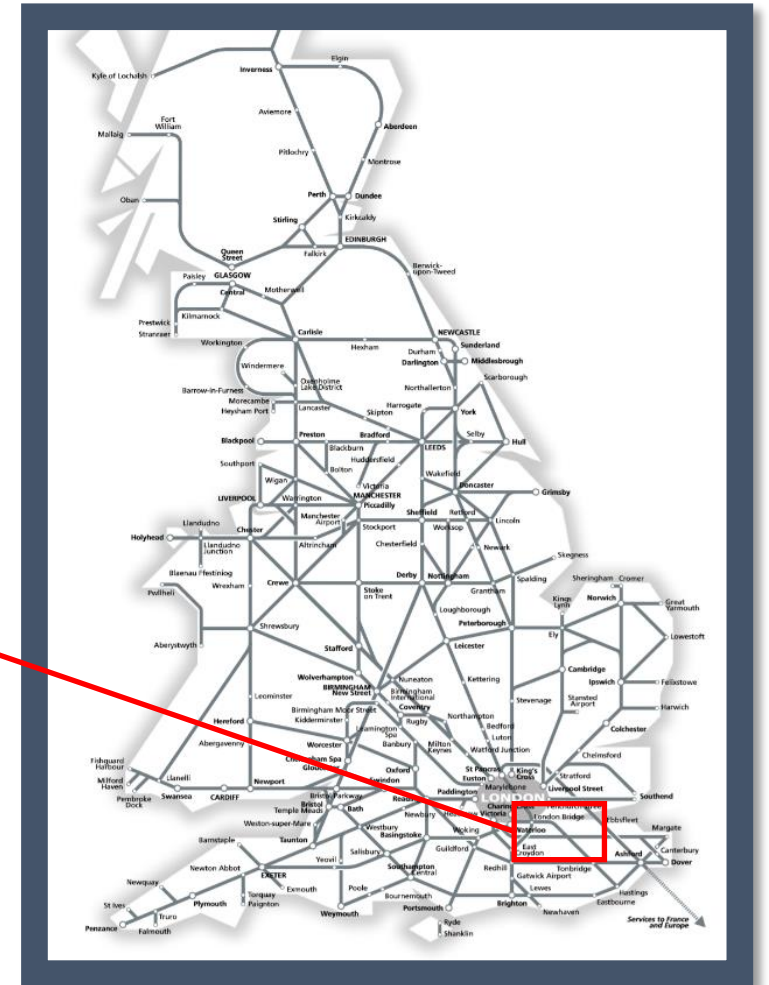 Elgin
Inverness
Kyle of Lochalsh
Aviemore
Fort
William
Aberdeen
Mallaig
Pitlochry
Montrose
Perth
Dundee
Oban
Kirkcaldy
Stirling
EDINBURGH
Queen
Street
Falkirk
Berwick-
upon-Tweed
Paisley
GLASGOW
Central
Motherwell
Kilmarnock
Prestwick
Stranraer
Carlisle
NEWCASTLE
Workington
Hexham
Sunderland
Durham
Darlington
Middlesbrough
Windermere
Scarborough
Oxenholme
Lake District
Barrow-in-Furness
Northallerton
Morecambe
Heysham Port
Lancaster
Harrogate
York
Skipton
Blackpool
Preston
Bradford
Selby
Hull
Blackburn
LEEDS
Huddersfield
Southport
Bolton
Wakefield
Wigan
Victoria
Doncaster
Grimsby
MANCHESTER
Piccadilly
LIVERPOOL
Warrington
Manchester
Airport
Sheffield
Retford
Lincoln
Llandudno
Stockport
Worksop
Holyhead
Chester
Llandudno
Junction
Altrincham
Chesterfield
Newark
Skegness
Blaenau Ffestiniog
Wrexham
Crewe
Stoke
on Trent
Derby
Nottingham
Spalding
Sheringham
Cromer
Pwllheli
Grantham
Kings
Lynn
Norwich
Great
Yarmouth
Loughborough
Peterborough
Shrewsbury
Ely
Lowestoft
Aberystwyth
Stafford
Leicester
Wolverhampton
Cambridge
BIRMINGHAM
New Street
Nuneaton
Kettering
Ipswich
Felixstowe
Birmingham
International
Leominster
Stansted
Airport
Birmingham Moor Street
Coventry
Stevenage
Harwich
Kidderminster
Rugby
Northampton
Hereford
Leamington
Spa
Bedford
Colchester
Abergavenny
Worcester
Banbury
Milton
Keynes
Luton
Watford Junction
Chelmsford
Fishguard
Harbour
Cheltenham Spa
Oxford
St Pancras
King's
Cross
Milford
Haven
Llanelli
Newport
Euston
Stratford
Marylebone
Liverpool Street
Pembroke
Dock
Swansea
CARDIFF
Paddington
LONDON
Southend
Bristol
Temple Meads
Bath
Newbury
Victoria
London Bridge
Ebbsfleet
Weston-super-Mare
Westbury
Basingstoke
Woking
Waterloo
Margate
Barnstaple
Taunton
Salisbury
Guildford
East
Croydon
Canterbury
Yeovil
Ashford
Dover
Newton Abbot
Southampton
Central
Redhill
Tonbridge
Newquay
EXETER
Exmouth
Gatwick Airport
Torquay
Paignton
Poole
Lewes
Hastings
St Ives
Plymouth
Bournemouth
Eastbourne
Truro
Weymouth
Portsmouth
Brighton
Newhaven
Penzance
Falmouth
Ryde
Shanklin
Services to France
and Europe